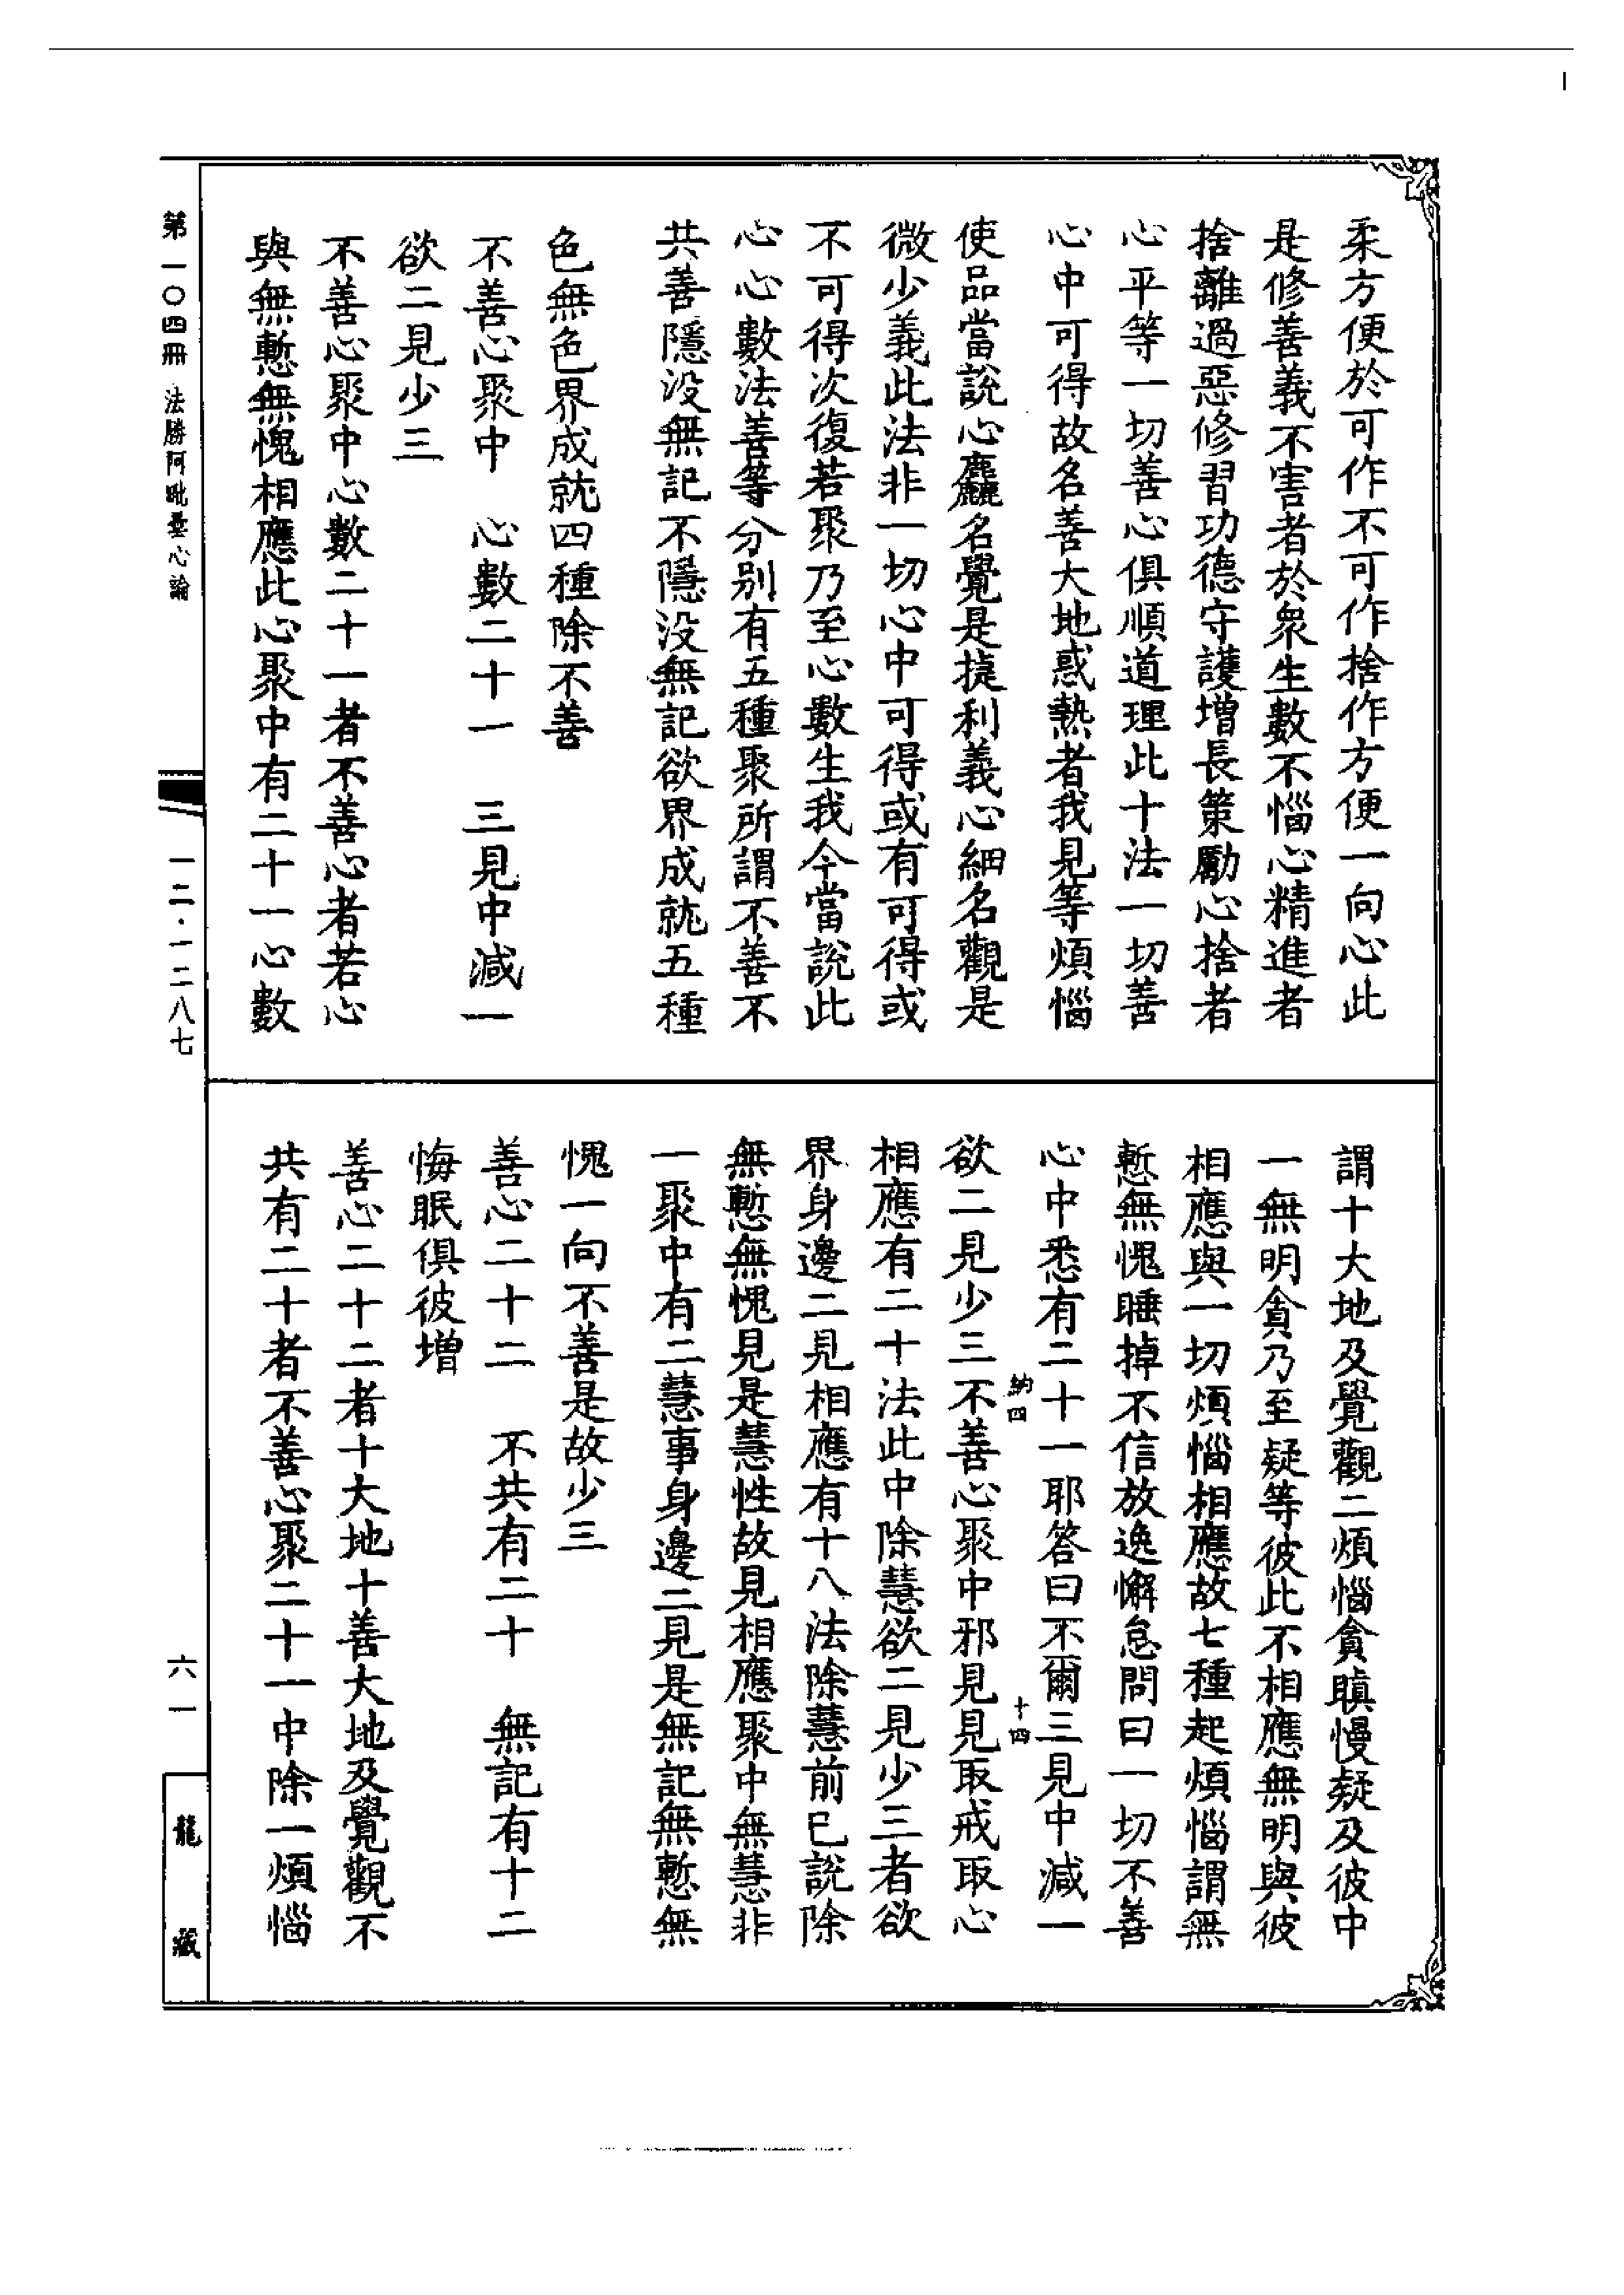 柔方便於可作不可作捨作方便一向心此
是修善義不害者於衆生數不惱心精進者
捨離過惡修習功德守護增長策勵心捨者
心平等一切善心俱順道理此十法一切善
心中可得故名善大地惑熱者我見等煩惱
使品當說心麤名覺是揵利義心細名觀是
微少義此法非一切心中可得或有可得或
不可得次復若聚乃至心數生我今當說此
心心數法善等分別有五種聚所謂不善不
共善隱没無記不隱没無記欲界成就五種
色無色界成就四種除不善
不善心聚中　心數二十一　三見中減一
欲二見少三
不善心聚中心數二十一者不善心者若心
與無慙無愧相應此心聚中有二十一心數
謂十大地及覺觀二煩惱貪瞋慢疑及彼中
一無明貪乃至疑等彼此不相應無明與彼
相應與一切煩惱相應故七種起煩惱謂無
慙無愧睡掉不信放逸懈怠問曰一切不善
心中悉有二十一耶答曰不爾三見中減一
欲二見少三不善心聚中邪見見取戒取心
相應有二十法此中除慧欲二見少三者欲
界身邊二見相應有十八法除慧前已說除
無慙無愧見是慧性故見相應聚中無慧非
一聚中有二慧事身邊二見是無記無慙無
愧一向不善是故少三
善心二十二　不共有二十　無記有十二
悔眠俱彼增
善心二十二者十大地十善大地及覺觀不
共有二十者不善心聚二十一中除一煩惱
納四
十四
第一〇四冊　法勝阿毗曇心論
一二·一二八七
六一
龍藏